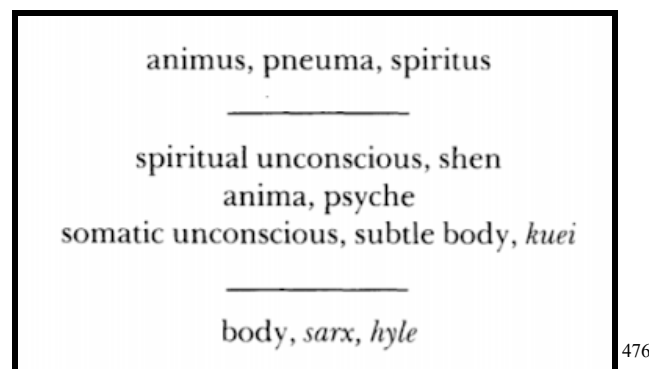 animus, pneuma, spiritus
spiritual unconscious, shen
anima, psyche
somatic unconscious, subtle body, kuei
body, sarx, hyle
476